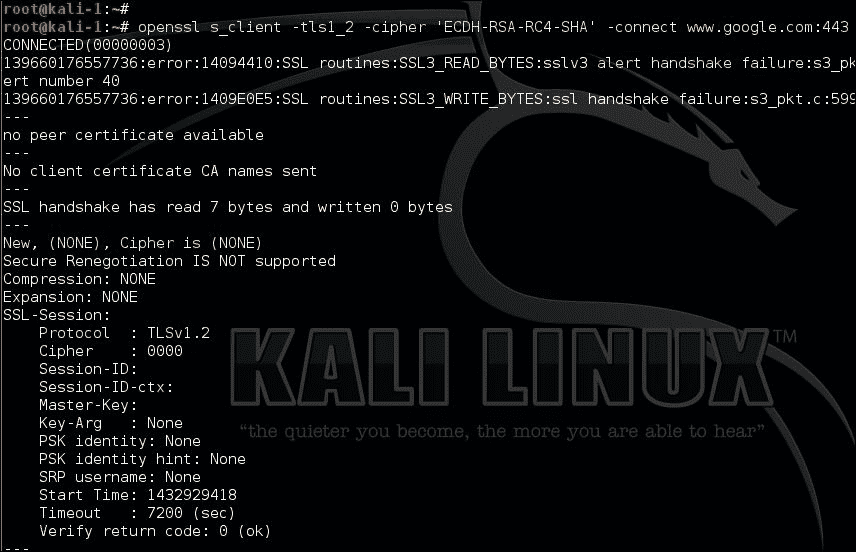 root@kali-1:~#
root@kali-1:~# openssl s_client -tls1_2 -cipher 'ECDH-RSA-RC4-SHA' -connect www.google.com:443
CONNECTED(00000003)
139660176557736:error:14094410:SSL routines:SSL3_READ_BYTES:sslv3 alert handshake failure:s3_pk
ert number 40
139660176557736:error:1409E0E5:SSL routines:SSL3_WRITE_BYTES:ssl handshake failure:s3_pkt.c:599
---
no peer certificate available
---
No client certificate CA names sent
---
SSL handshake has read 7 bytes and written 0 bytes
---
New, (NONE), Cipher is (NONE)
Secure Renegotiation IS NOT supported
Compression: NONE
Expansion: NONE
SSL-Session:
    Protocol  : TLSv1.2
    Cipher    : 0000
    Session-ID:
    Session-ID-ctx:
    Master-Key:
    Key-Arg   : None
    PSK identity: None
    PSK identity hint: None
    SRP username: None
    Start Time: 1432929418
    Timeout   : 7200 (sec)
    Verify return code: 0 (ok)
---
KALI LINUX™
“the quieter you become, the more you are able to hear”